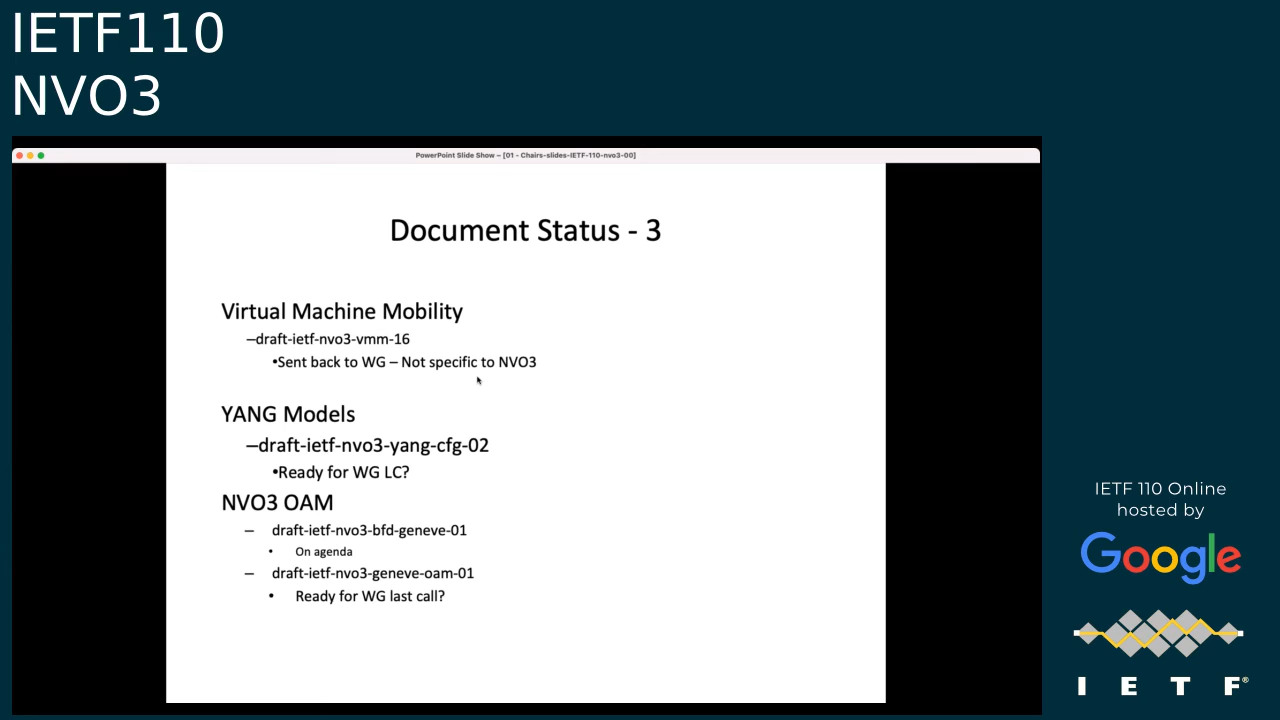 IETF110
NVO3
PowerPoint Slide Show – [01 - Chairs-slides-IETF-110-nvo3-00]
Document Status - 3
Virtual Machine Mobility
–draft-ietf-nvo3-vmm-16
•Sent back to WG – Not specific to NVO3
YANG Models
–draft-ietf-nvo3-yang-cfg-02
•Ready for WG LC?
NVO3 OAM
– draft-ietf-nvo3-bfd-geneve-01
• On agenda
– draft-ietf-nvo3-geneve-oam-01
• Ready for WG last call?
IETF 110 Online
hosted by
Google
I E T F®